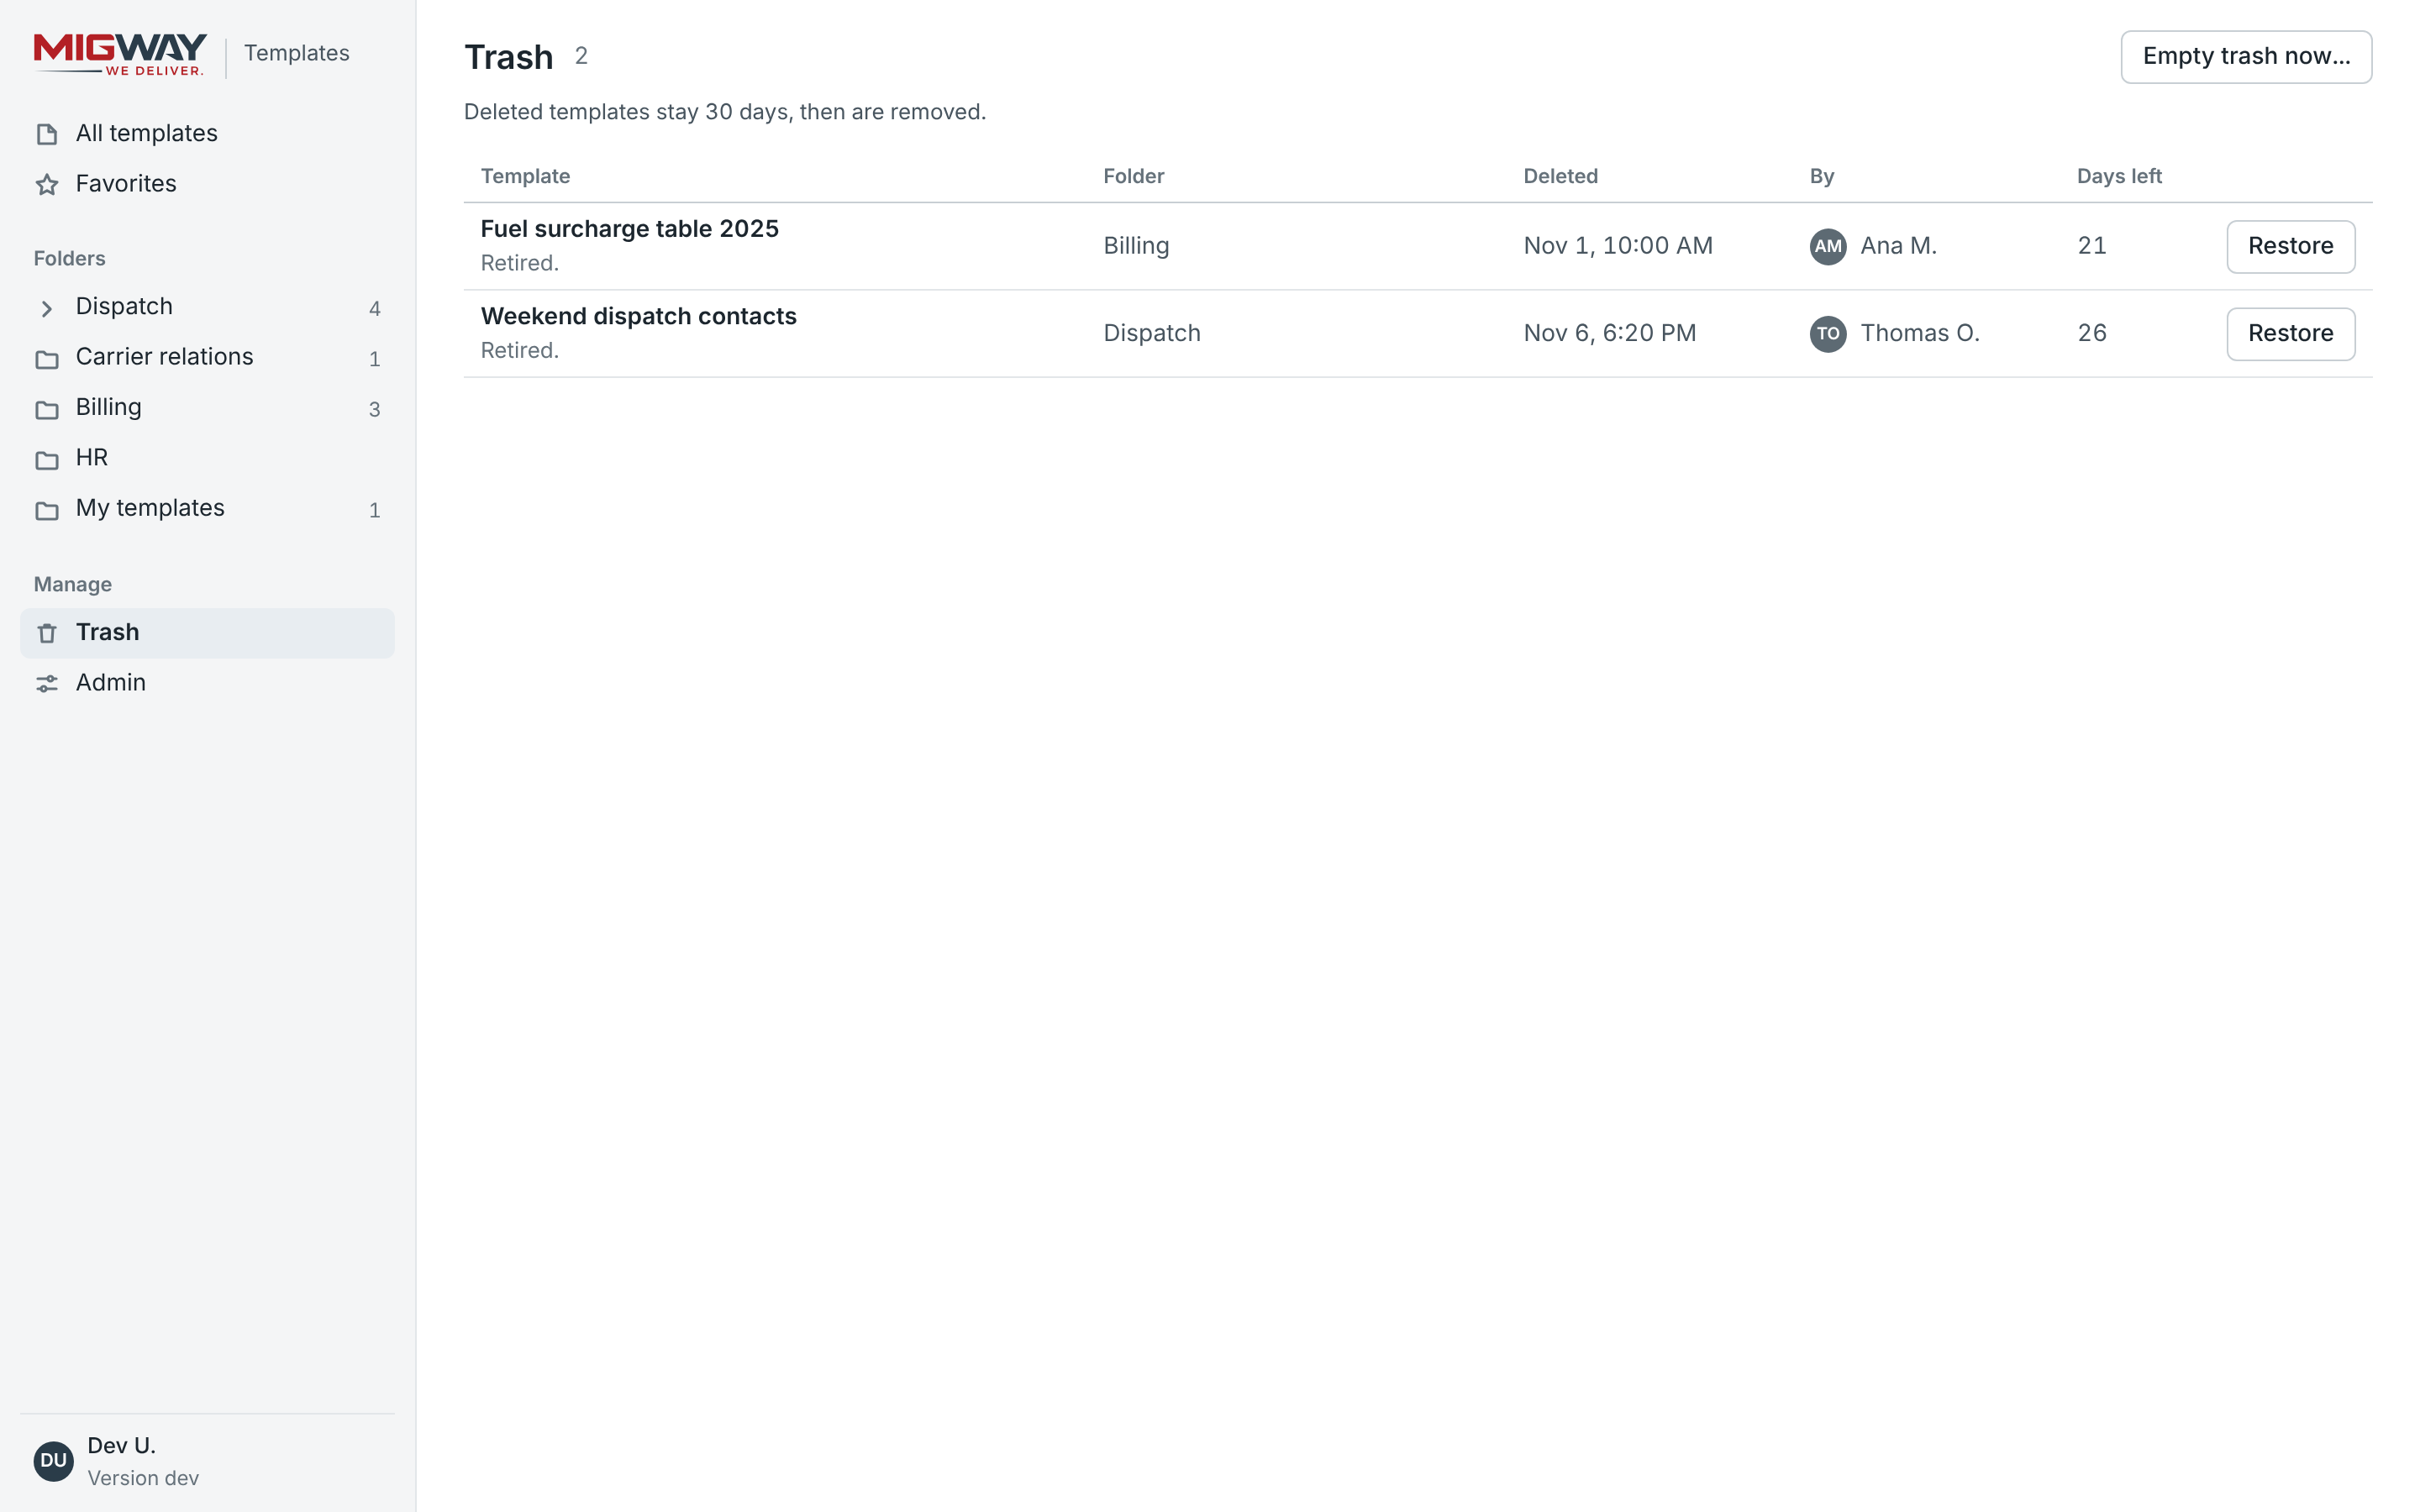 MIGWAY
WE DELIVER.
Templates
All templates
Favorites
Folders
Dispatch 4
Carrier relations 1
Billing 3
HR
My templates 1
Manage
Trash
Admin
DU
Dev U.
Version dev
Trash 2
Empty trash now...
Deleted templates stay 30 days, then are removed.
Template Folder Deleted By Days left
Fuel surcharge table 2025
Retired.
Billing Nov 1, 10:00 AM AM Ana M. 21 Restore
Weekend dispatch contacts
Retired.
Dispatch Nov 6, 6:20 PM TO Thomas O. 26 Restore